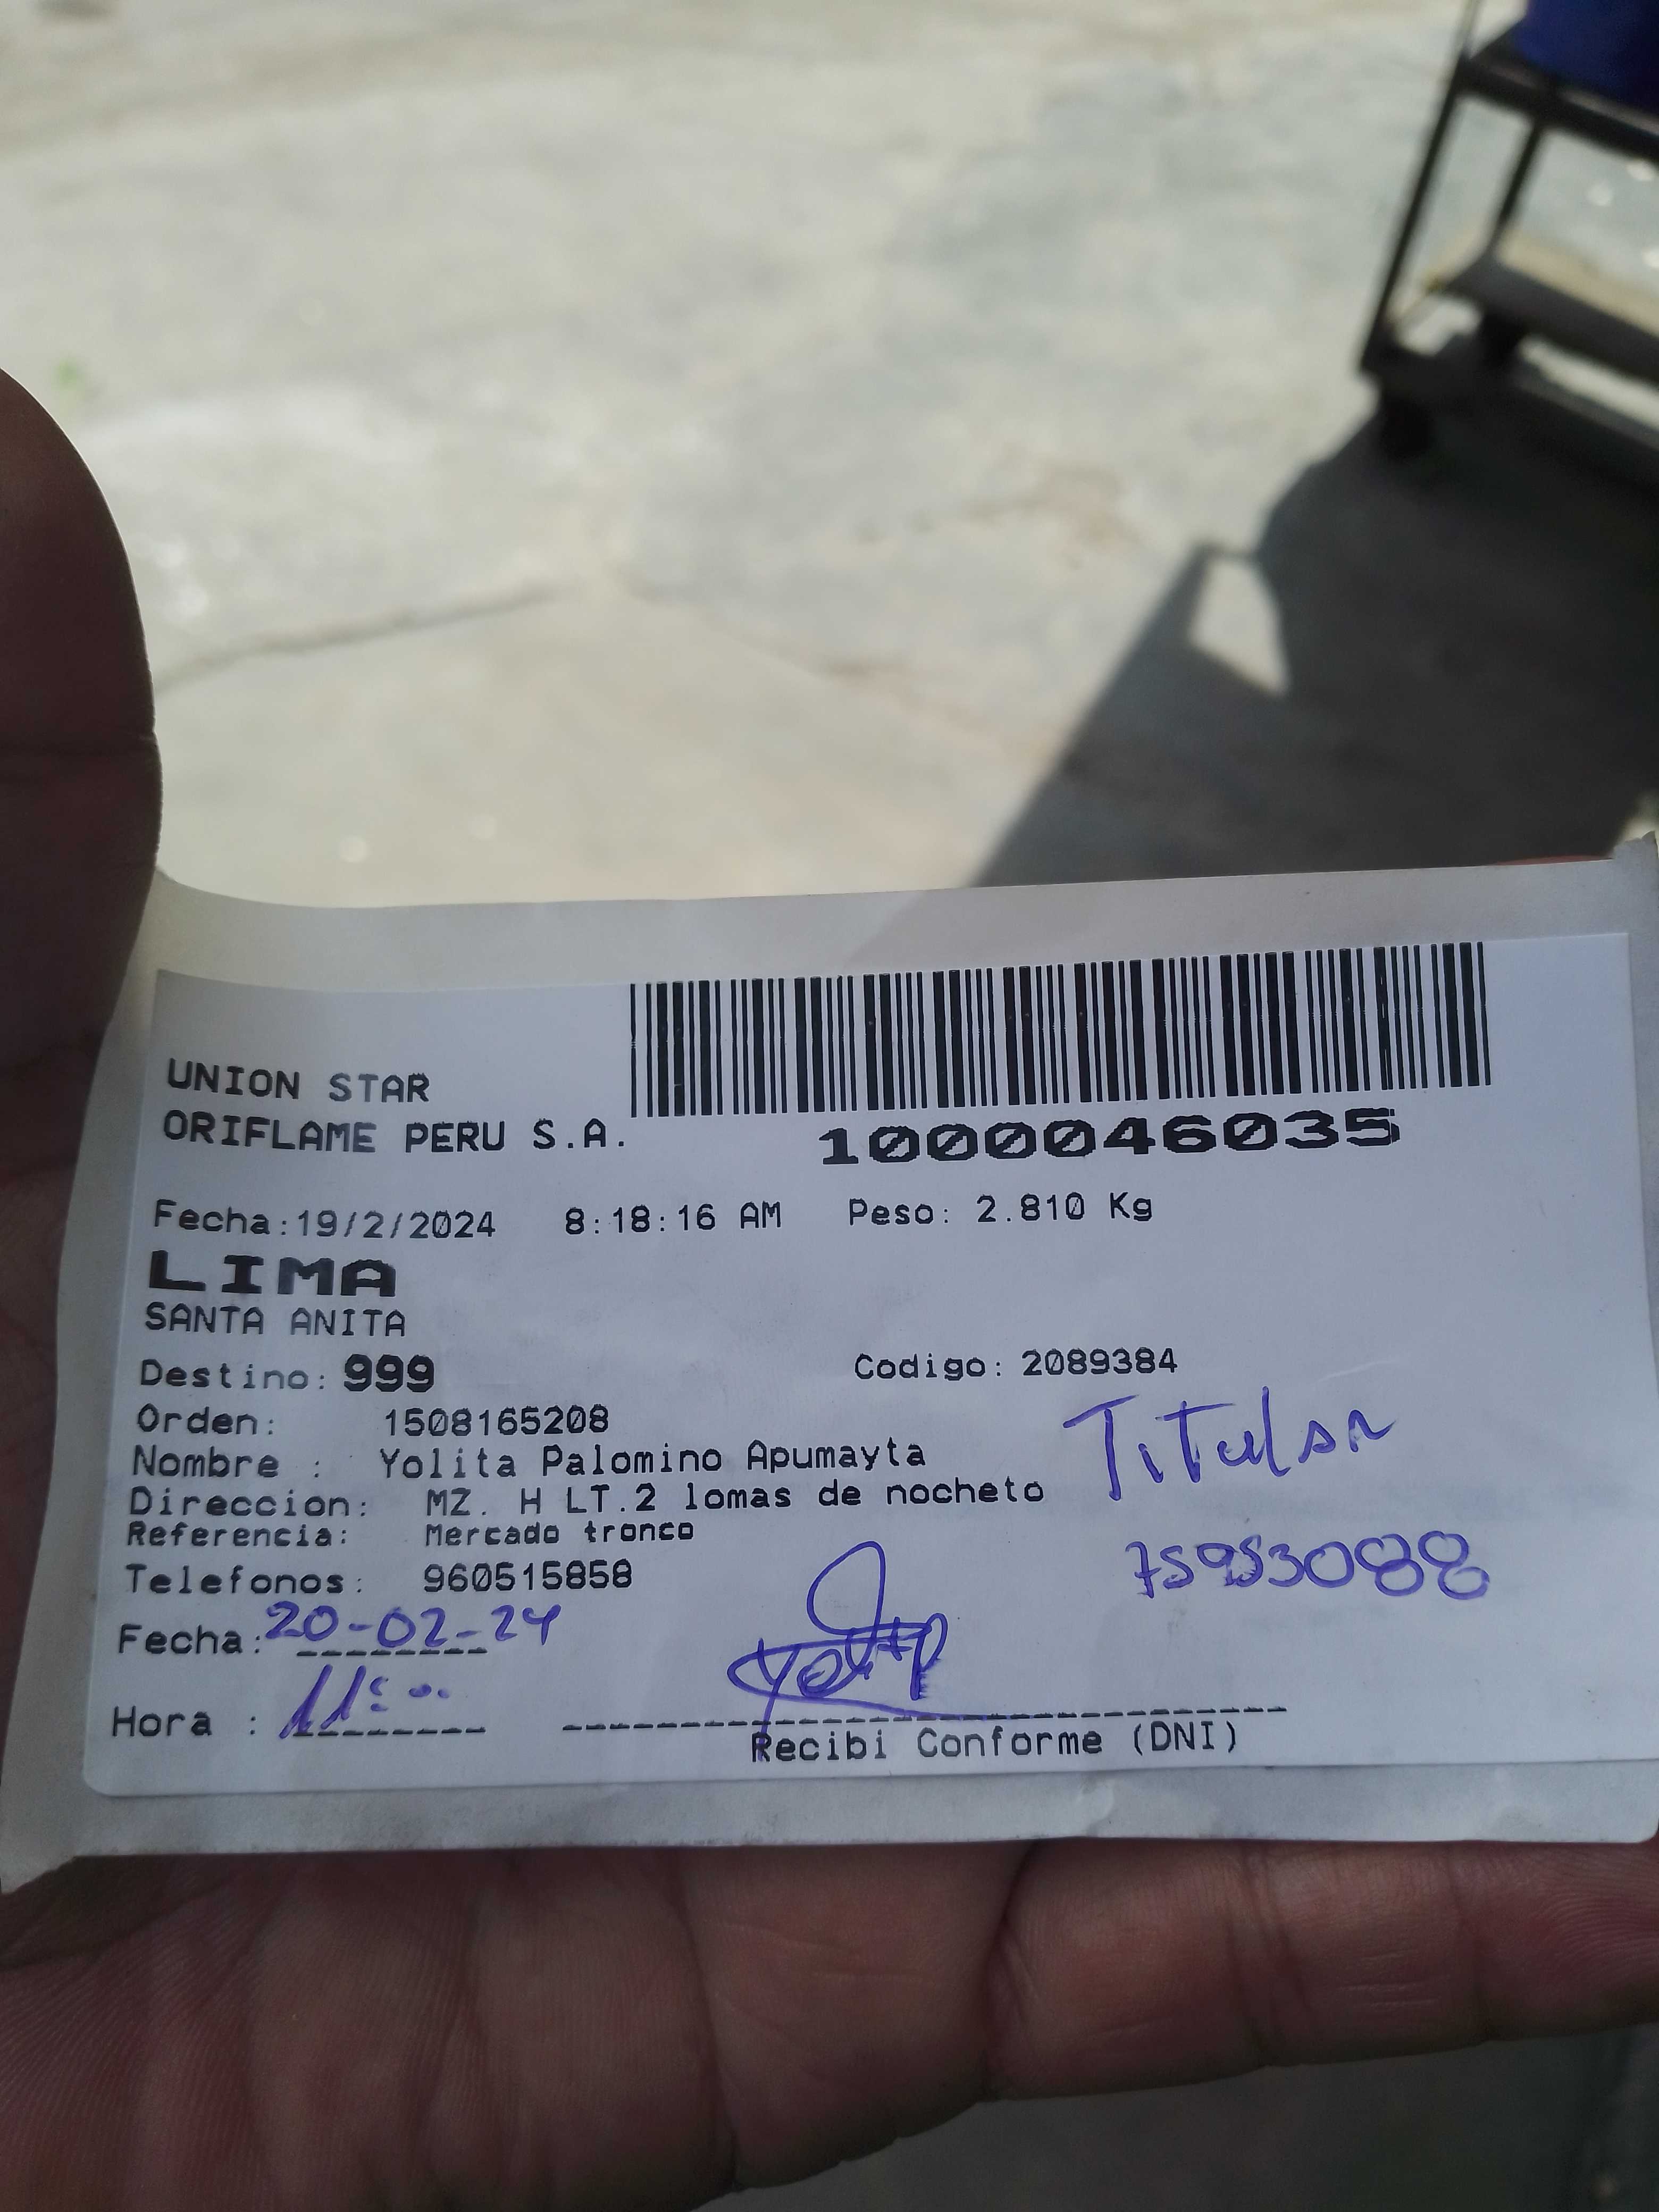 UNION STAR
ORIFLAME PERU S.A.
1000046035
Fecha:19/2/2024 8:18:16 AM Peso: 2.810 Kg
LIMA
SANTA ANITA
Destino: 999 Codigo: 2089384
Orden: 1508165208
Titular
Nombre : Yolita Palomino Apumayta
Direccion: MZ. H LT.2 lomas de nocheto
Referencia: Mercado tronco
75953088
Telefonos: 960515858
Fecha: 20-02-24
Hora : 11:00
Recibi Conforme (DNI)